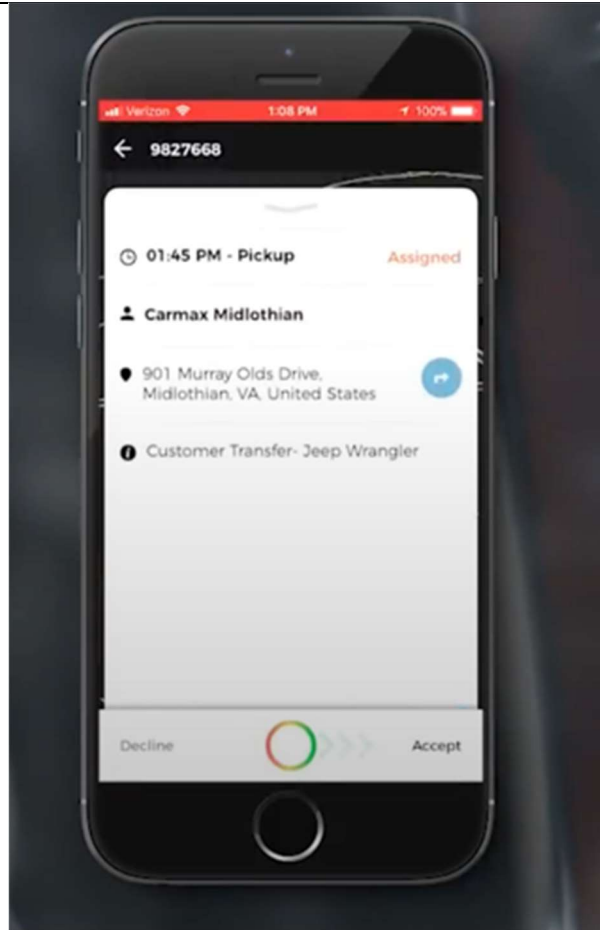 Verizon 1:08 PM 100%
9827668
01:45 PM - Pickup Assigned
Carmax Midlothian
901 Murray Olds Drive,
Midlothian, VA, United States
Customer Transfer- Jeep Wrangler
Decline Accept